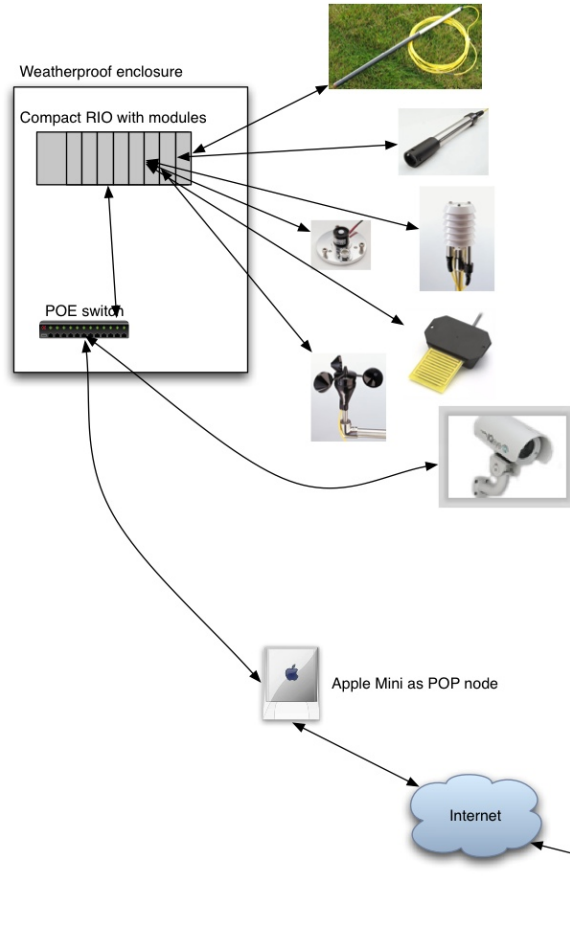 Weatherproof enclosure
Compact RIO with modules
POE switch
Apple Mini as POP node
Internet